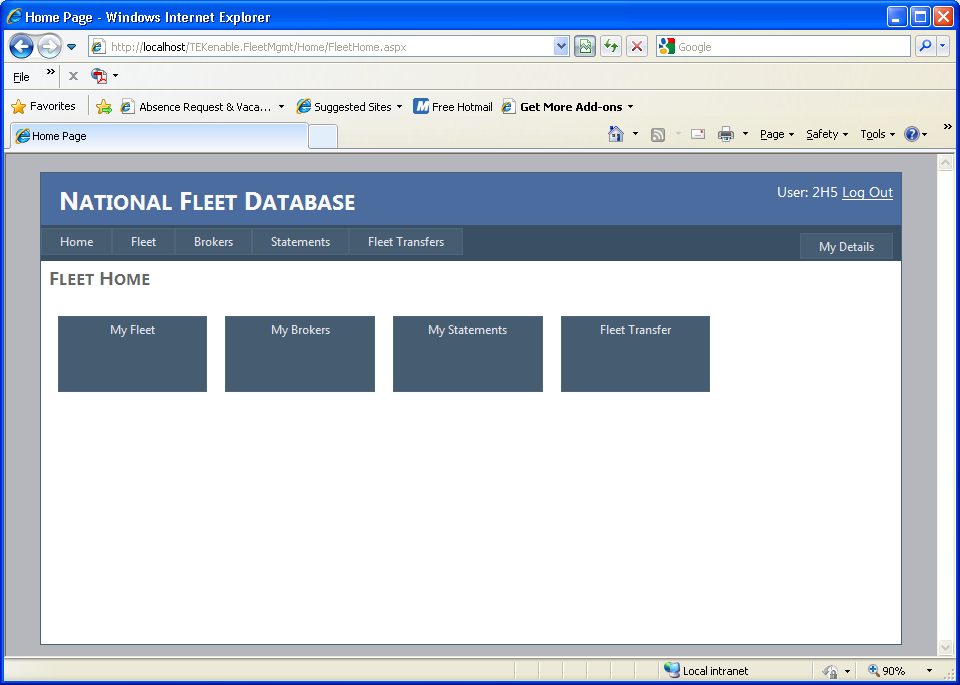 Home Page - Windows Internet Explorer
http://localhost/TEKenable.FleetMgmt/Home/FleetHome.aspx
Google
File
Favorites
Absence Request & Vaca...
Suggested Sites
Free Hotmail
Get More Add-ons
Home Page
Page
Safety
Tools
NATIONAL FLEET DATABASE
User: 2H5 Log Out
Home
Fleet
Brokers
Statements
Fleet Transfers
My Details
FLEET HOME
My Fleet
My Brokers
My Statements
Fleet Transfer
Local intranet
90%